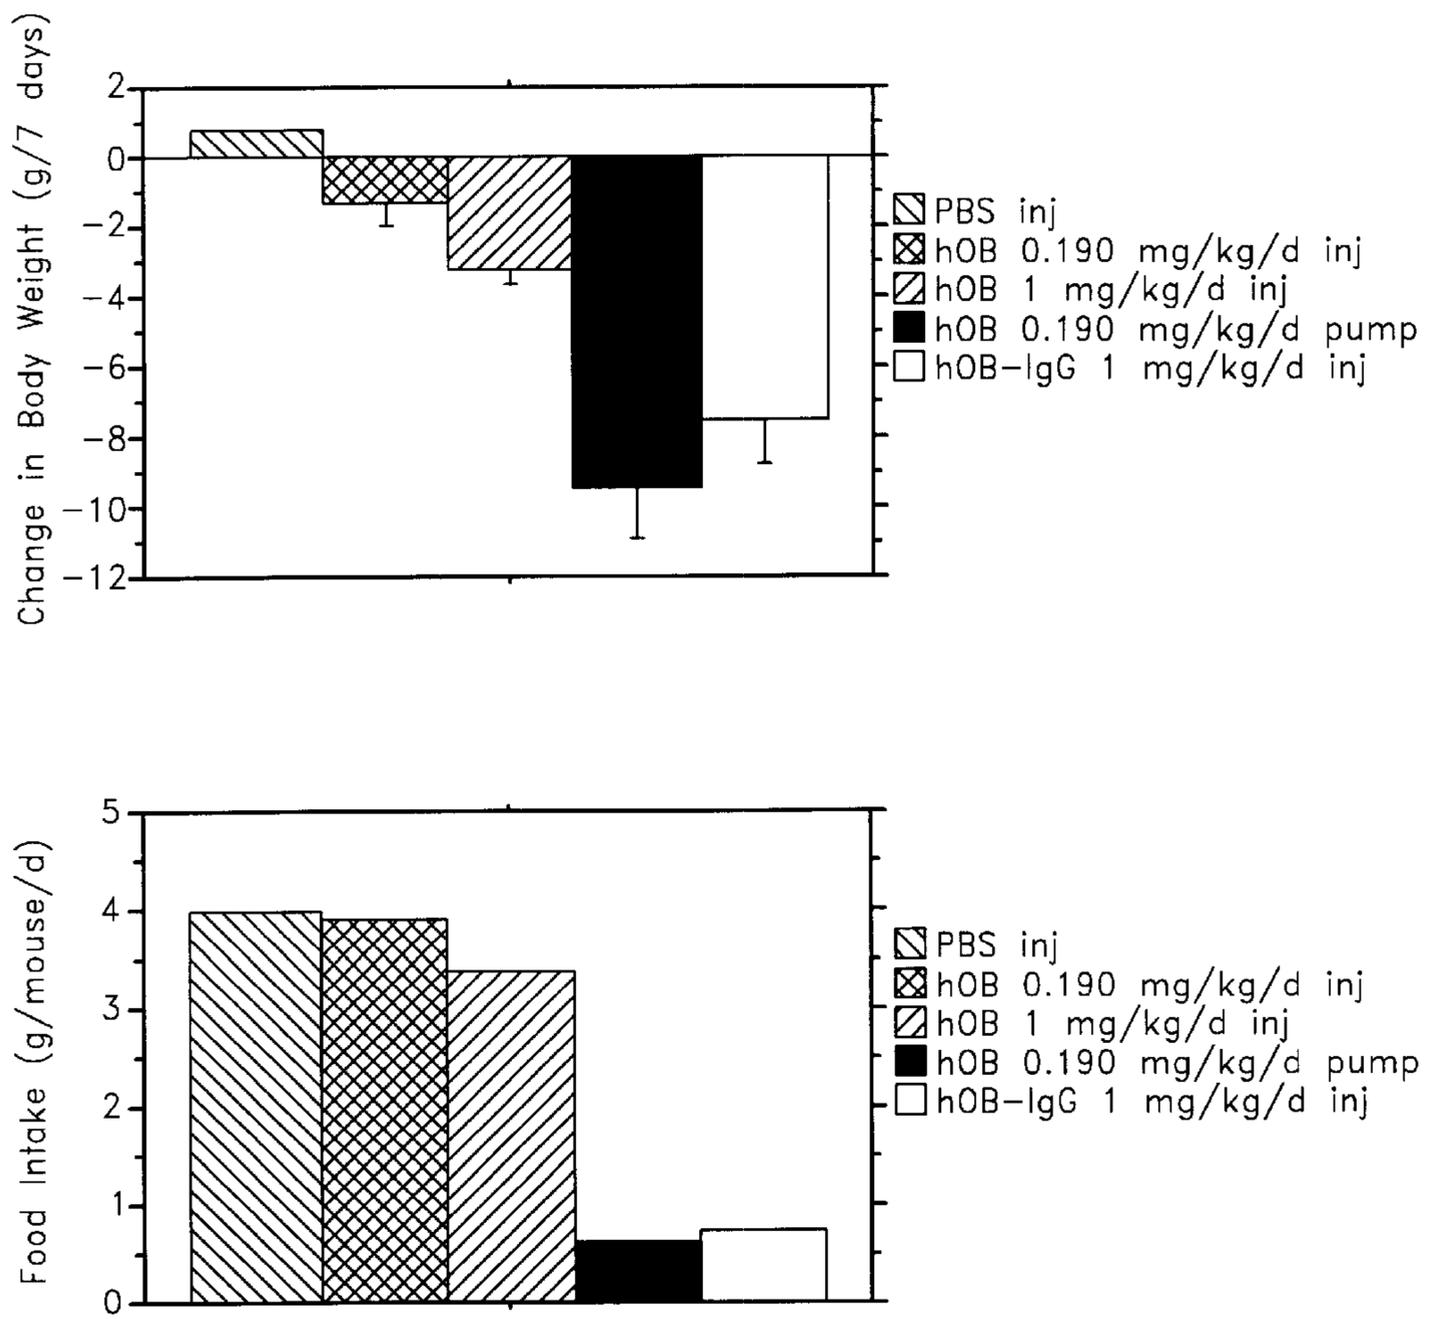 Change in Body Weight (g/7 days)
2
0
−2
−4
−6
−8
−10
−12
PBS inj
hOB 0.190 mg/kg/d inj
hOB 1 mg/kg/d inj
hOB 0.190 mg/kg/d pump
hOB−IgG 1 mg/kg/d inj
Food Intake (g/mouse/d)
5
4
3
2
1
0
PBS inj
hOB 0.190 mg/kg/d inj
hOB 1 mg/kg/d inj
hOB 0.190 mg/kg/d pump
hOB−IgG 1 mg/kg/d inj